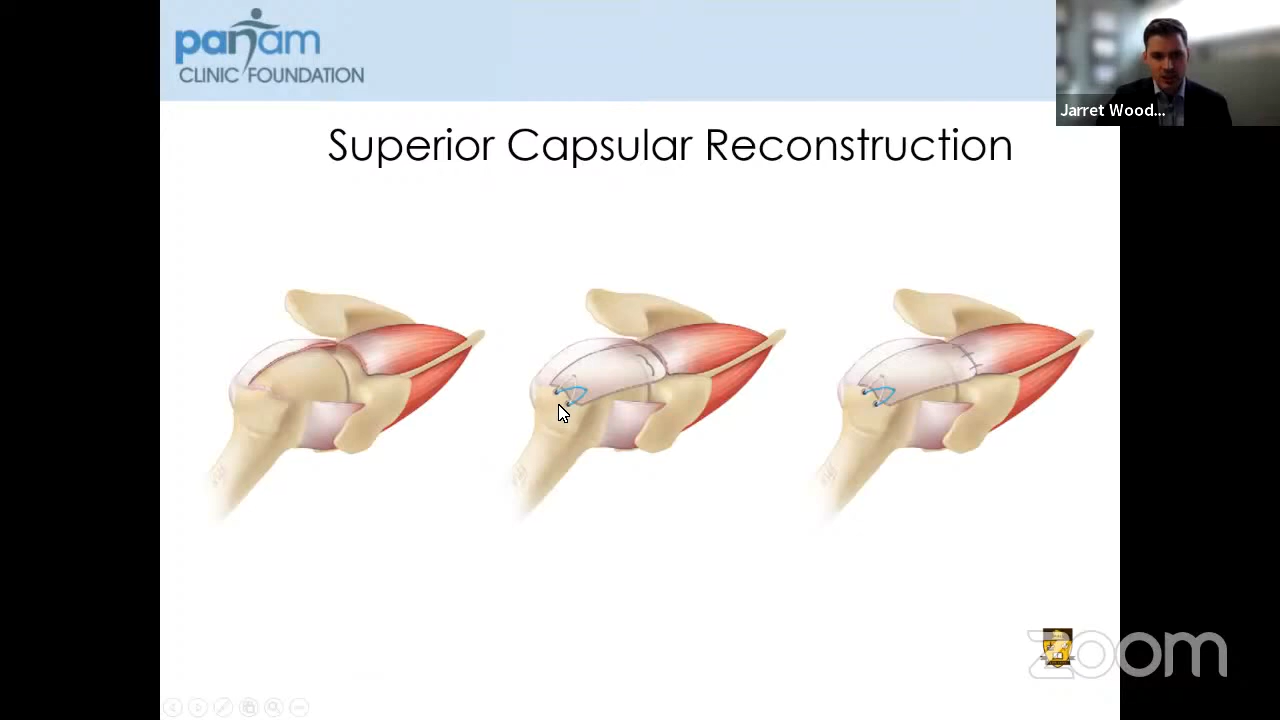 panam
CLINIC FOUNDATION
Jarret Wood...
Superior Capsular Reconstruction
zoom